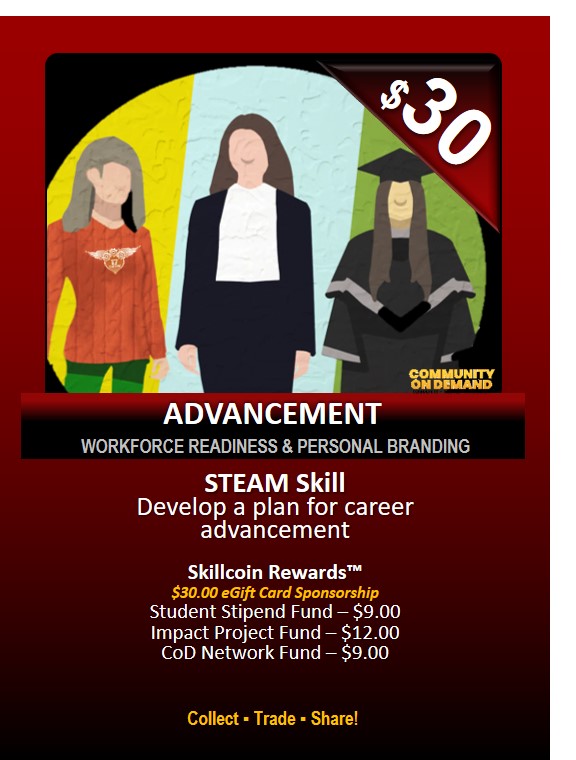 $30
COMMUNITY
ON DEMAND
ADVANCEMENT
WORKFORCE READINESS & PERSONAL BRANDING
STEAM Skill
Develop a plan for career
advancement
Skillcoin Rewards™
$30.00 eGift Card Sponsorship
Student Stipend Fund – $9.00
Impact Project Fund – $12.00
CoD Network Fund – $9.00
Collect ▪ Trade ▪ Share!